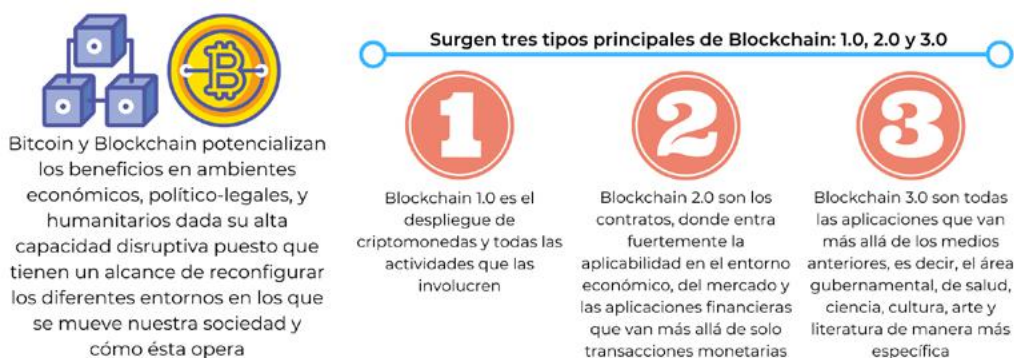 Bitcoin y Blockchain potencializan
los beneficios en ambientes
económicos, político-legales, y
humanitarios dada su alta
capacidad disruptiva puesto que
tienen un alcance de reconfigurar
los diferentes entornos en los que
se mueve nuestra sociedad y
cómo ésta opera
Surgen tres tipos principales de Blockchain: 1.0, 2.0 y 3.0
1
Blockchain 1.0 es el
despliegue de
criptomonedas y todas las
actividades que las
involucren
2
Blockchain 2.0 son los
contratos, donde entra
fuertemente la
aplicabilidad en el entorno
económico, del mercado y
las aplicaciones financieras
que van más allá de solo
transacciones monetarias
3
Blockchain 3.0 son todas
las aplicaciones que van
más allá de los medios
anteriores, es decir, el área
gubernamental, de salud,
ciencia, cultura, arte y
literatura de manera más
específica